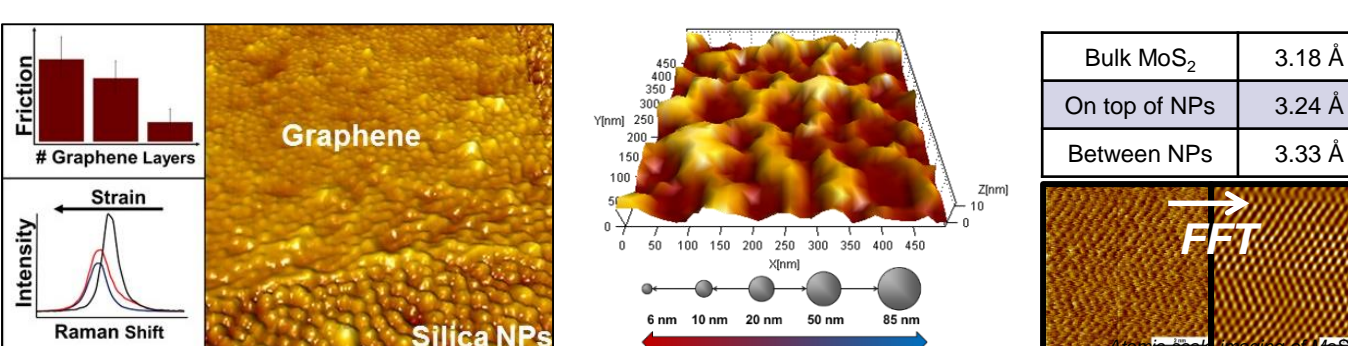 Friction
# Graphene Layers
Strain
Intensity
Raman Shift
Graphene
Silica NPs
Y[nm]
450
400
350
300
250
200
150
100
50
0
0 50 100 150 200 250 300 350 400 450
X[nm]
Z[nm]
10
0
6 nm 10 nm 20 nm 50 nm 85 nm
Bulk MoS₂ 3.18 Å
On top of NPs 3.24 Å
Between NPs 3.33 Å
FFT